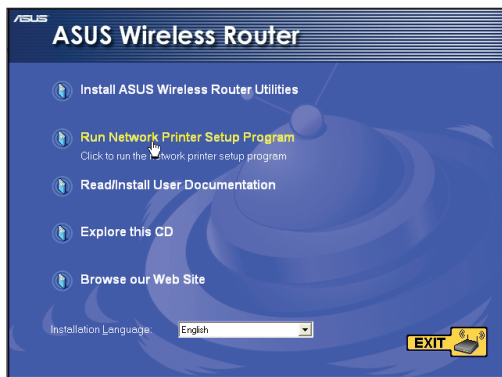 ASUS
ASUS Wireless Router
Install ASUS Wireless Router Utilities
Run Network Printer Setup Program
Click to run the network printer setup program
Read/Install User Documentation
Explore this CD
Browse our Web Site
Installation Language: English
EXIT